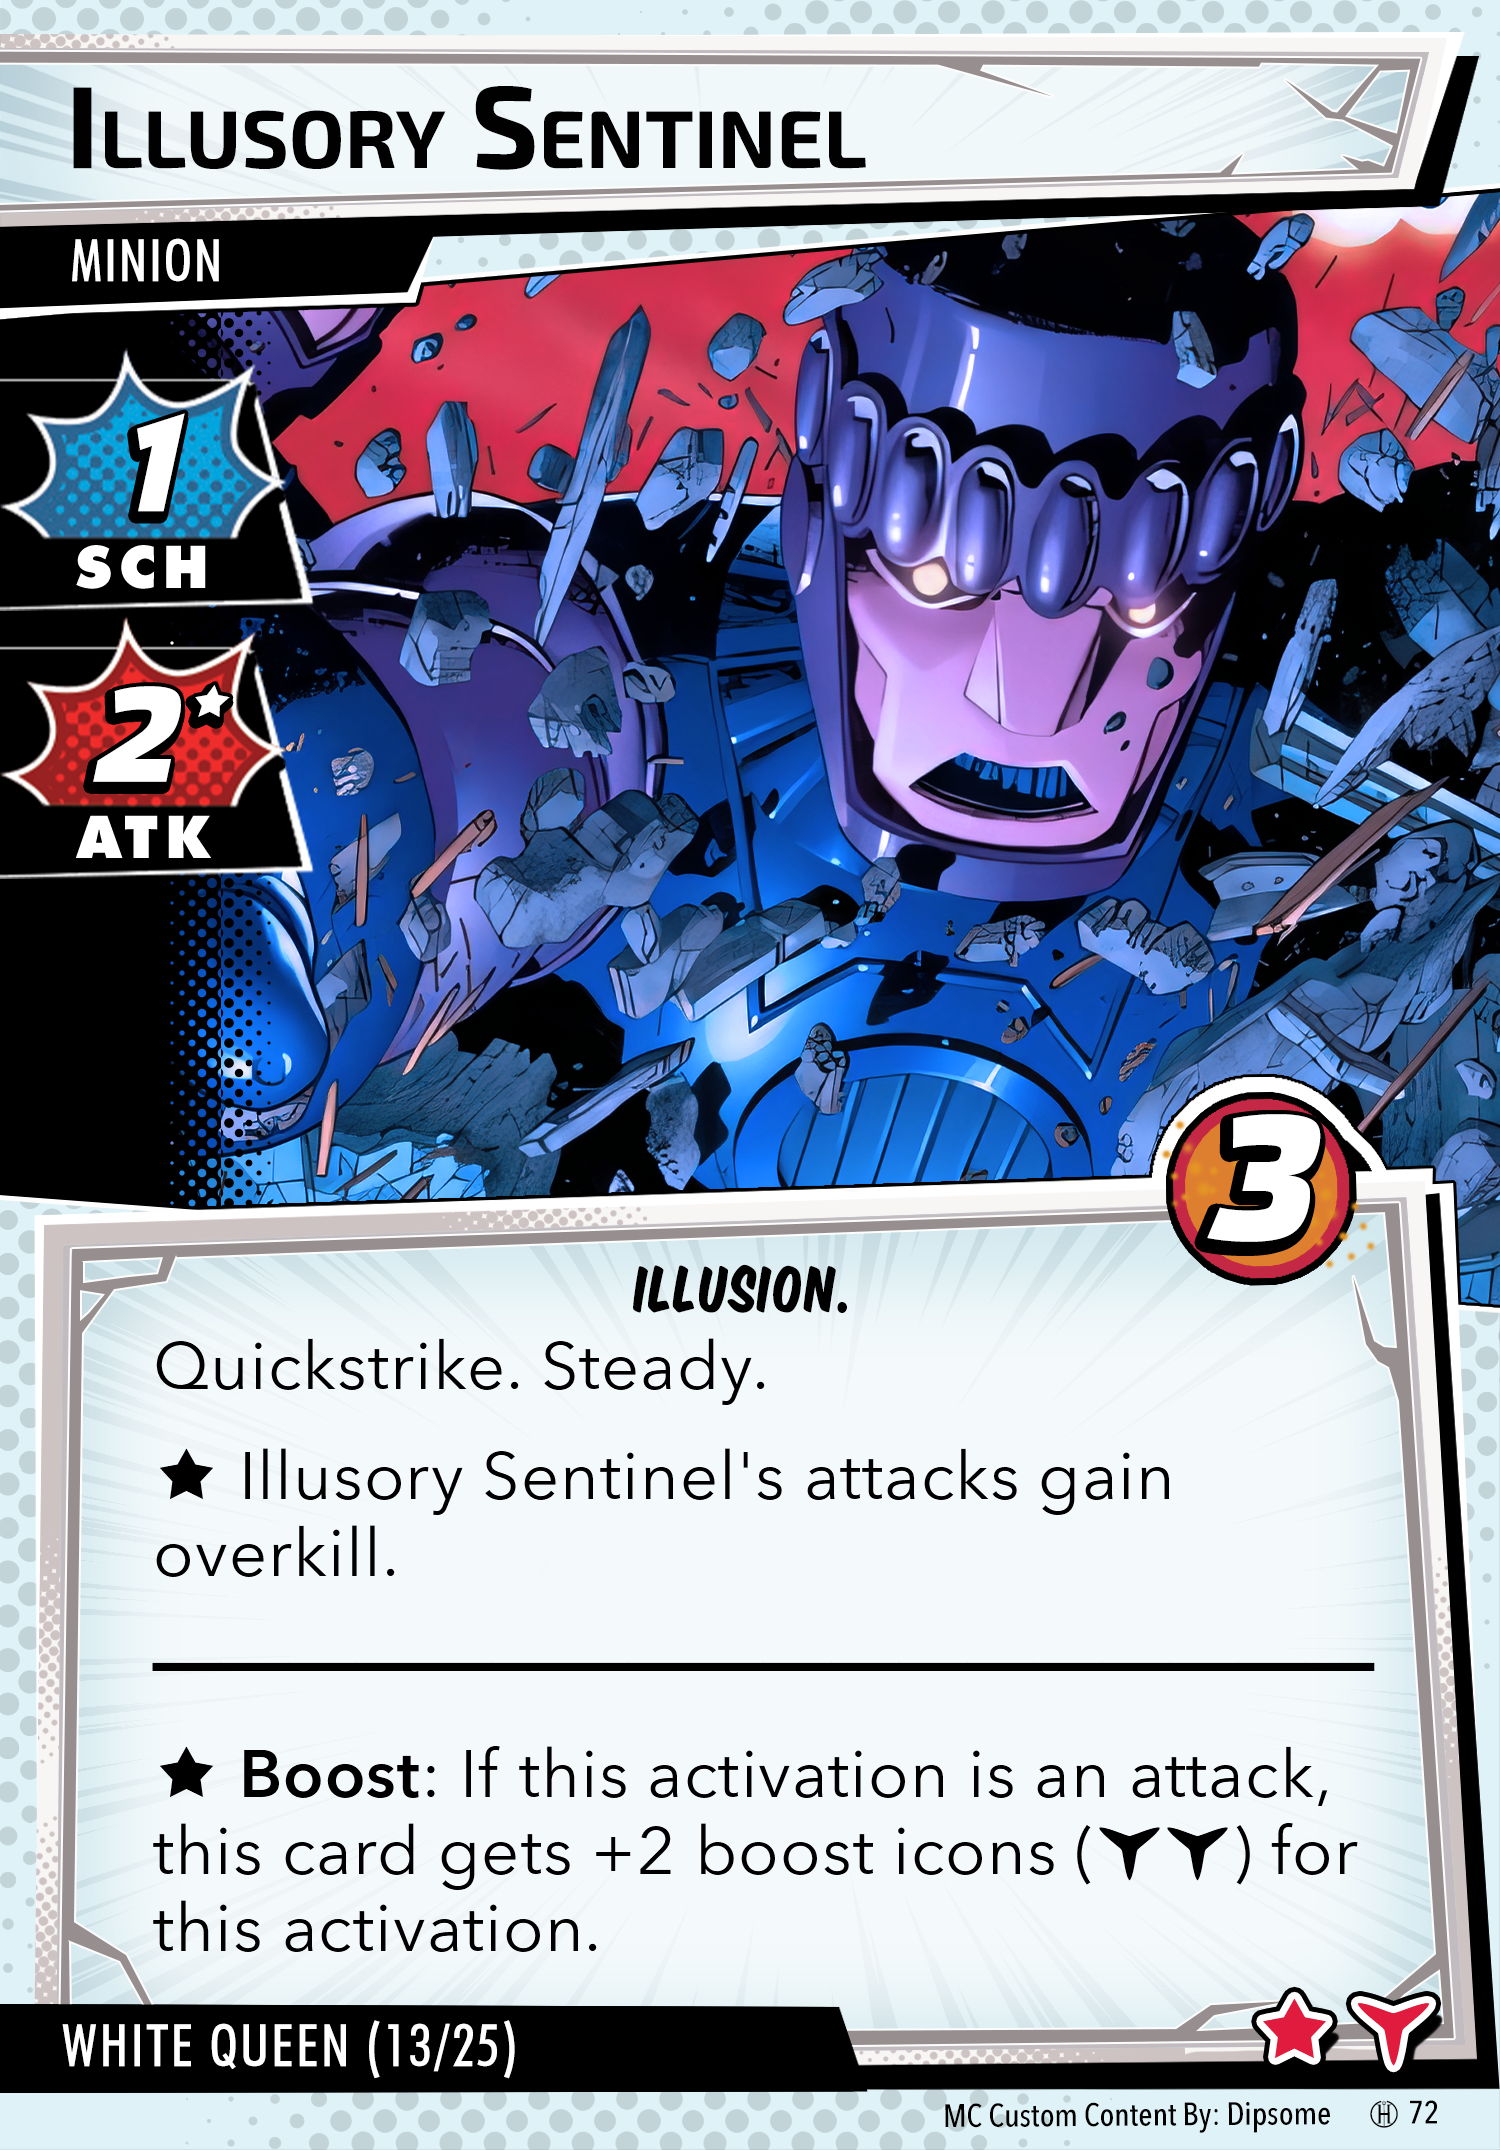 ILLUSORY SENTINEL
MINION
1
SCH
2★
ATK
3
ILLUSION.
Quickstrike. Steady.
★ Illusory Sentinel's attacks gain
overkill.
★ Boost: If this activation is an attack,
this card gets +2 boost icons () for
this activation.
WHITE QUEEN (13/25)
MC Custom Content By: Dipsome Ⓗ 72